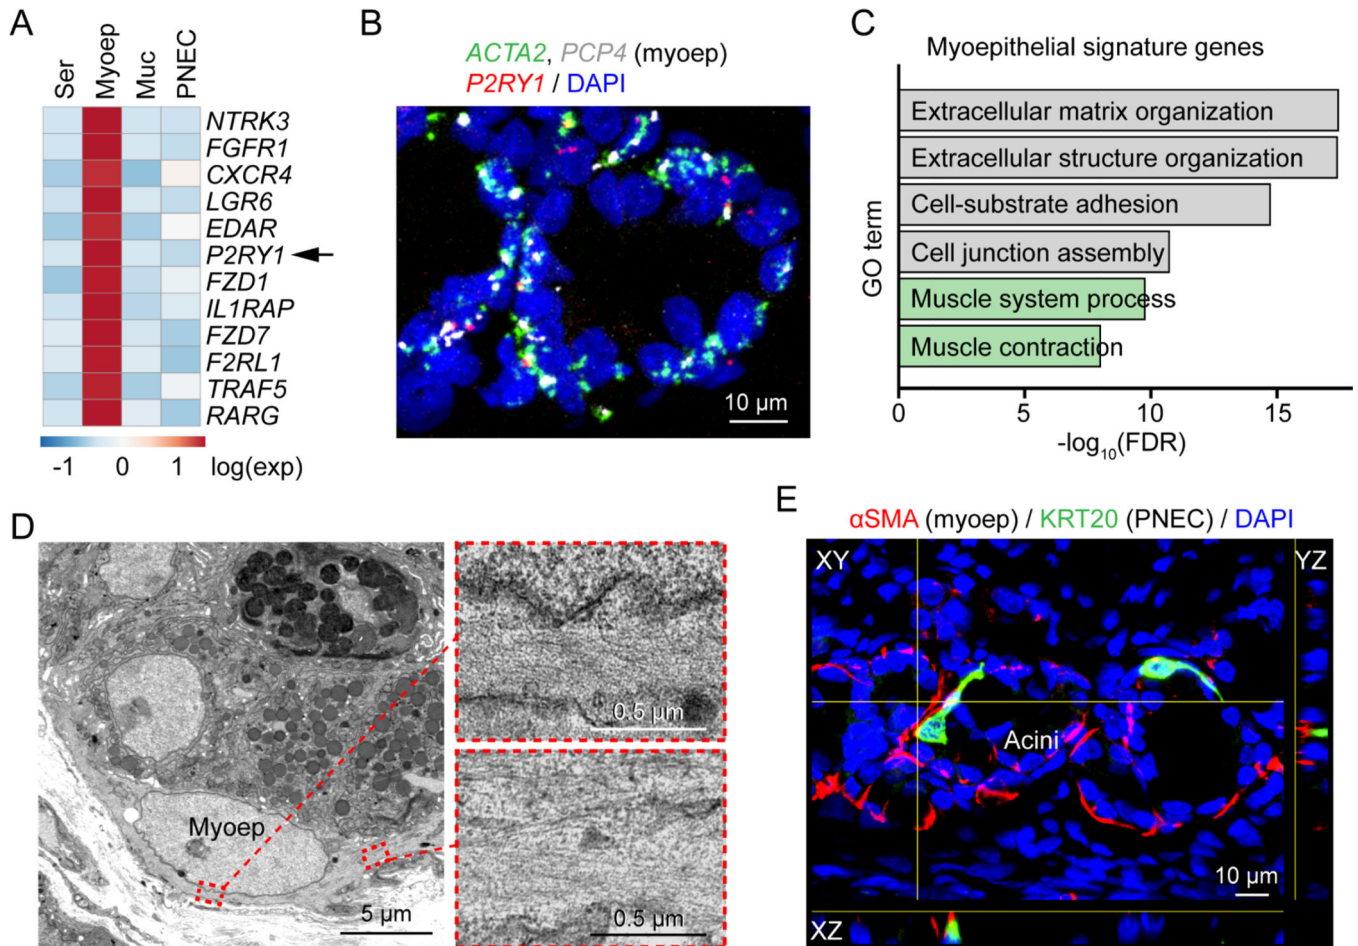 A
Ser
Myoep
Muc
PNEC
NTRK3
FGFR1
CXCR4
LGR6
EDAR
P2RY1
FZD1
IL1RAP
FZD7
F2RL1
TRAF5
RARG
-1
0
1
log(exp)
B
ACTA2, PCP4 (myoep)
P2RY1 / DAPI
10 µm
C
Myoepithelial signature genes
GO term
Extracellular matrix organization
Extracellular structure organization
Cell-substrate adhesion
Cell junction assembly
Muscle system process
Muscle contraction
0
5
10
15
-log10(FDR)
D
Myoep
5 µm
0.5 µm
0.5 µm
E
αSMA (myoep) / KRT20 (PNEC) / DAPI
XY
YZ
Acini
10 µm
XZ